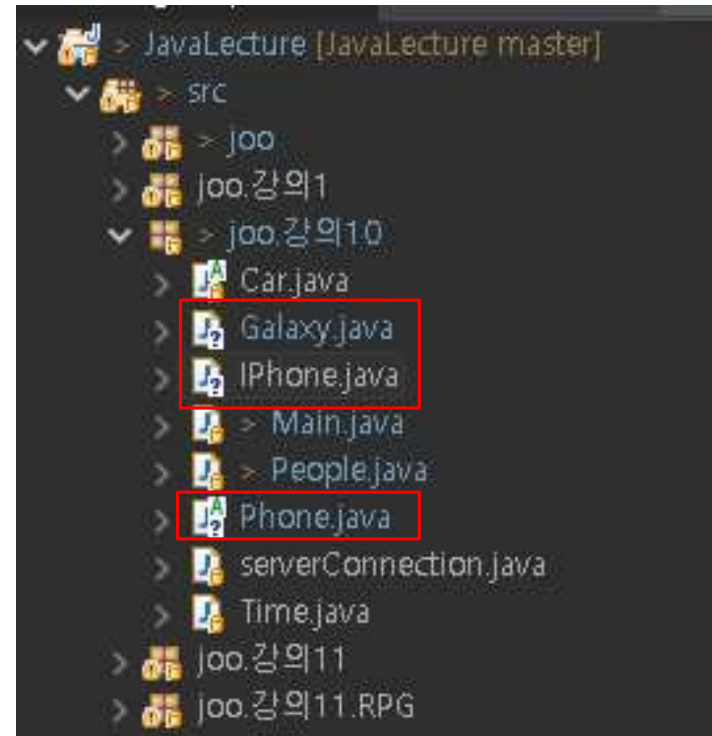 > JavaLecture [JavaLecture master]
> src
> joo
joo.강의1
> joo.강의10
Car.java
Galaxy.java
IPhone.java
> Main.java
> People.java
Phone.java
serverConnection.java
Time.java
joo.강의11
joo.강의11.RPG